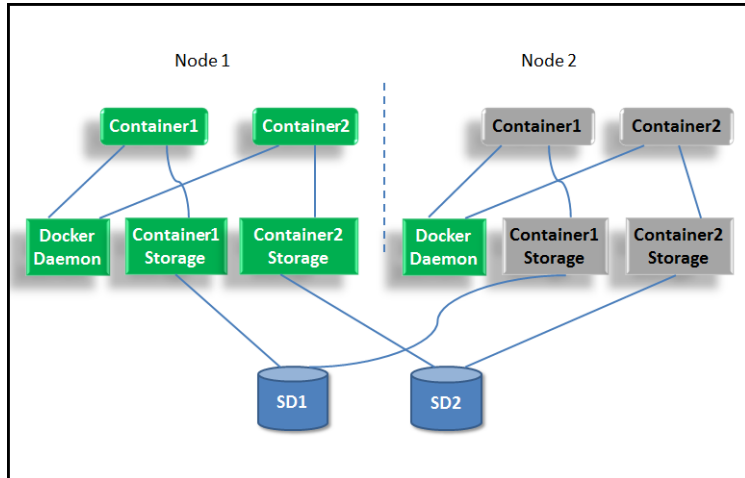 Node 1
Node 2
Container1
Container2
Container1
Container2
Docker
Daemon
Container1
Storage
Container2
Storage
Docker
Daemon
Container1
Storage
Container2
Storage
SD1
SD2